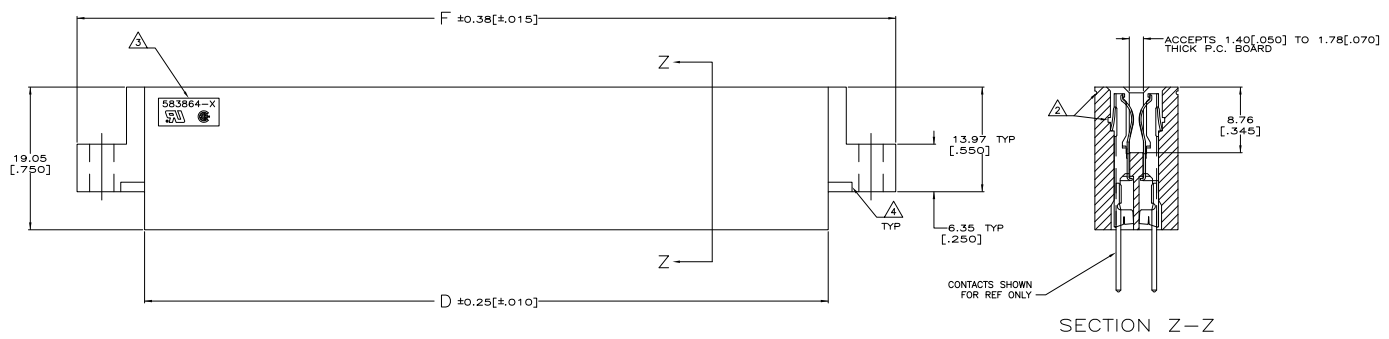 F ±0.38[±.015]
3
Z
583864-X
19.05
[.750]
13.97 TYP
[.550]
4
TYP
6.35 TYP
[.250]
Z
D ±0.25[±.010]
ACCEPTS 1.40[.050] TO 1.78[.070]
THICK P.C. BOARD
2
8.76
[.345]
CONTACTS SHOWN
FOR REF ONLY
SECTION Z-Z